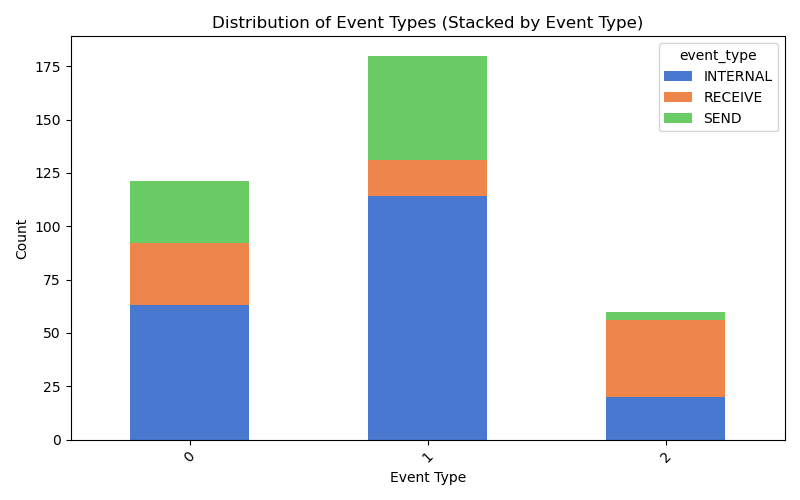 Distribution of Event Types (Stacked by Event Type)
event_type
INTERNAL
RECEIVE
SEND
Count
175
150
125
100
75
50
25
0
0
1
2
Event Type